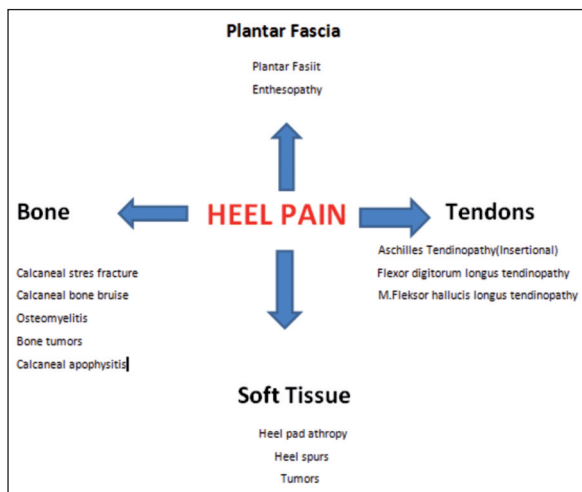 Plantar Fascia
Plantar Fasiit
Enthesopathy
Bone
HEEL PAIN
Tendons
Calcaneal stres fracture
Calcaneal bone bruise
Osteomyelitis
Bone tumors
Calcaneal apophysitis
Aschilles Tendinopathy(Insertional)
Flexor digitorum longus tendinopathy
M.Fleksor hallucis longus tendinopathy
Soft Tissue
Heel pad athropy
Heel spurs
Tumors